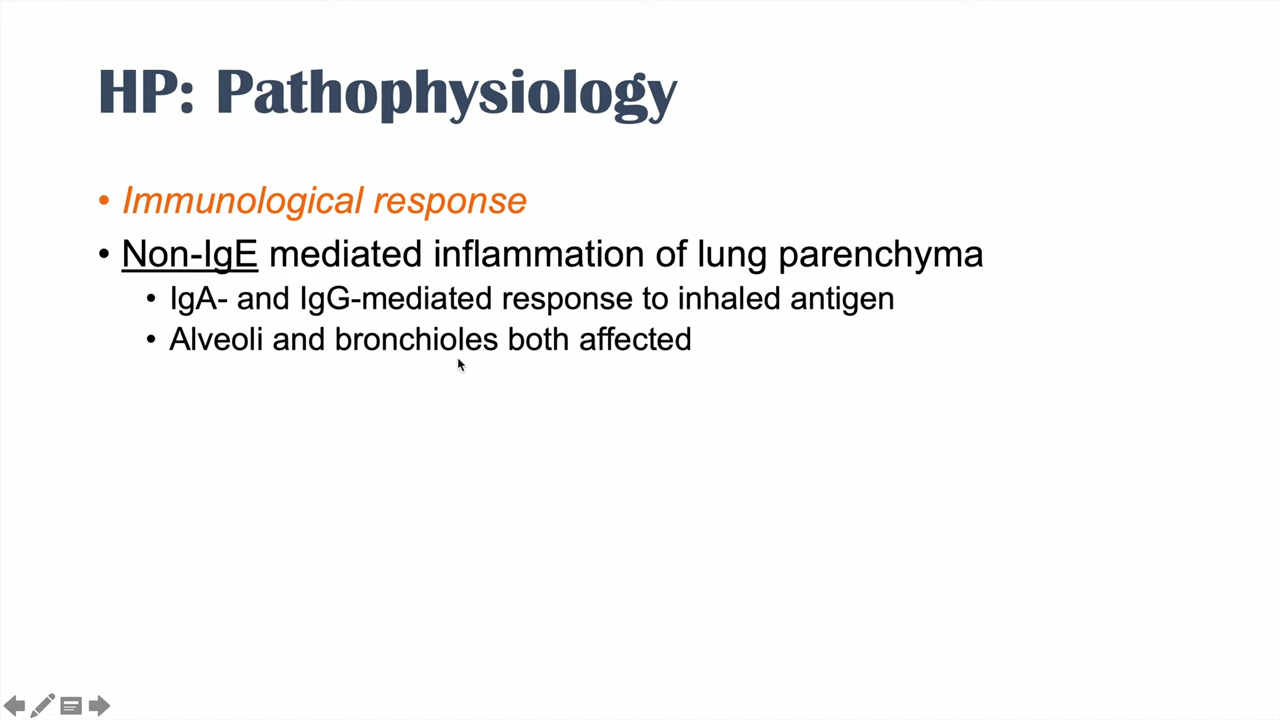 HP: Pathophysiology
• Immunological response
• Non-IgE mediated inflammation of lung parenchyma
• IgA- and IgG-mediated response to inhaled antigen
• Alveoli and bronchioles both affected